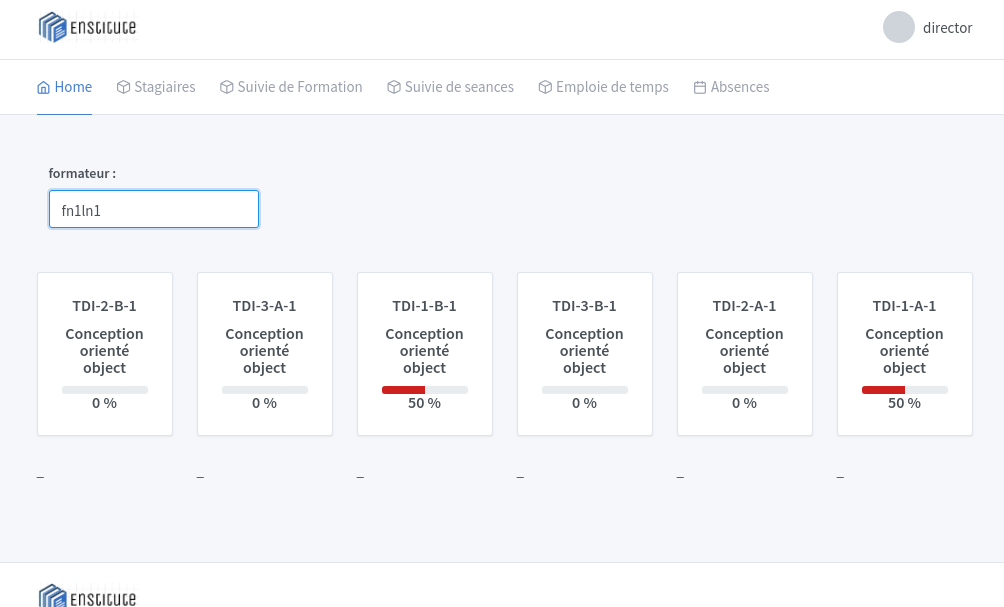 Enstitute
director
Home Stagiaires Suivie de Formation Suivie de seances Emploie de temps Absences
formateur :
fn1ln1
TDI-2-B-1
Conception
orienté
object
0 %
TDI-3-A-1
Conception
orienté
object
0 %
TDI-1-B-1
Conception
orienté
object
50 %
TDI-3-B-1
Conception
orienté
object
0 %
TDI-2-A-1
Conception
orienté
object
0 %
TDI-1-A-1
Conception
orienté
object
50 %
_ _ _ _ _ _
Enstitute